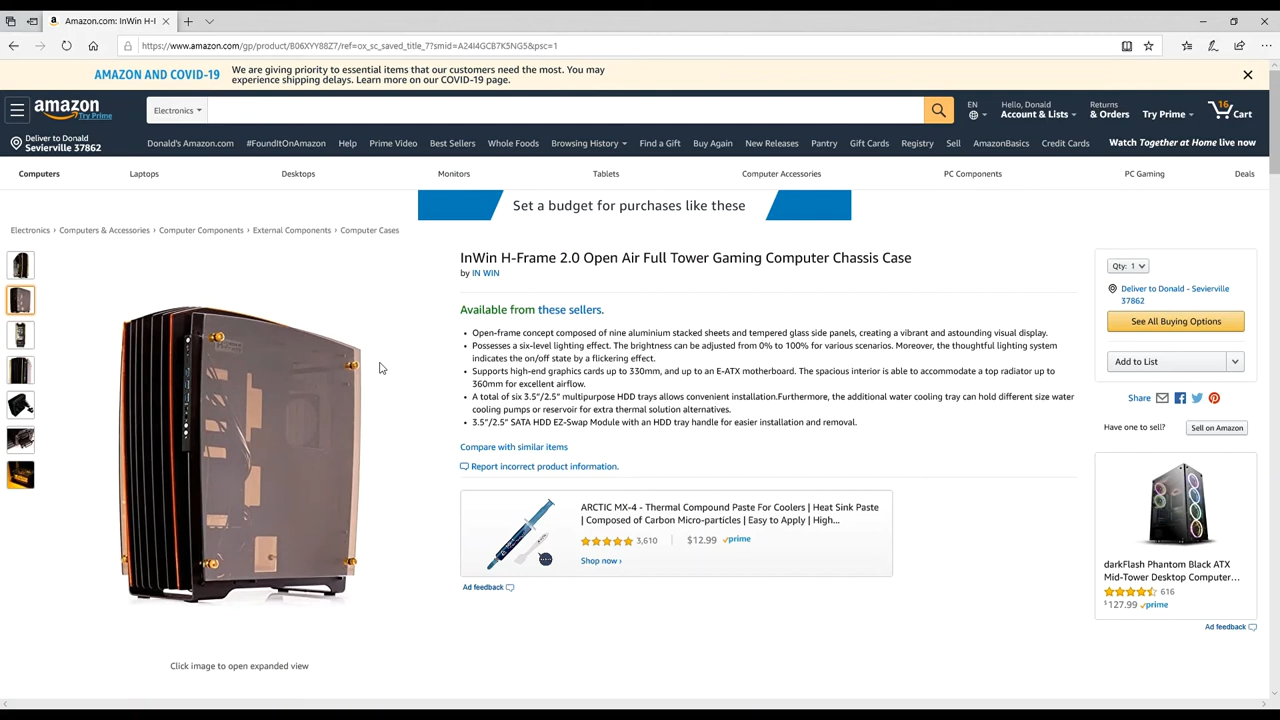 Amazon.com: InWin H-F
https://www.amazon.com/gp/product/B06XYY88Z7/ref=ox_sc_saved_title_7?smid=A24I4GCB7K5NG5&psc=1
AMAZON AND COVID-19
We are giving priority to essential items that our customers need the most. You may
experience shipping delays. Learn more on our COVID-19 page.
amazon
Try Prime
Electronics
EN
Hello, Donald
Account & Lists
Returns
& Orders
Try Prime
16
Cart
Deliver to Donald
Sevierville 37862
Donald's Amazon.com
#FoundItOnAmazon
Help
Prime Video
Best Sellers
Whole Foods
Browsing History
Find a Gift
Buy Again
New Releases
Pantry
Gift Cards
Registry
Sell
AmazonBasics
Credit Cards
Watch Together at Home live now
Computers
Laptops
Desktops
Monitors
Tablets
Computer Accessories
PC Components
PC Gaming
Deals
Set a budget for purchases like these
Electronics › Computers & Accessories › Computer Components › External Components › Computer Cases
InWin H-Frame 2.0 Open Air Full Tower Gaming Computer Chassis Case
by IN WIN
Available from these sellers.
• Open-frame concept composed of nine aluminium stacked sheets and tempered glass side panels, creating a vibrant and astounding visual display.
• Possesses a six-level lighting effect. The brightness can be adjusted from 0% to 100% for various scenarios. Moreover, the thoughtful lighting system
indicates the on/off state by a flickering effect.
• Supports high-end graphics cards up to 330mm, and up to an E-ATX motherboard. The spacious interior is able to accommodate a top radiator up to
360mm for excellent airflow.
• A total of six 3.5"/2.5" multipurpose HDD trays allows convenient installation.Furthermore, the additional water cooling tray can hold different size water
cooling pumps or reservoir for extra thermal solution alternatives.
• 3.5"/2.5" SATA HDD EZ-Swap Module with an HDD tray handle for easier installation and removal.
Compare with similar items
Report incorrect product information.
ARCTIC MX-4 - Thermal Compound Paste For Coolers | Heat Sink Paste
| Composed of Carbon Micro-particles | Easy to Apply | High...
3,610
$12.99
prime
Shop now ›
Ad feedback
Click image to open expanded view
Qty: 1
Deliver to Donald - Sevierville
37862
See All Buying Options
Add to List
Share
Have one to sell?
Sell on Amazon
darkFlash Phantom Black ATX
Mid-Tower Desktop Computer...
616
$127.99 prime
Ad feedback